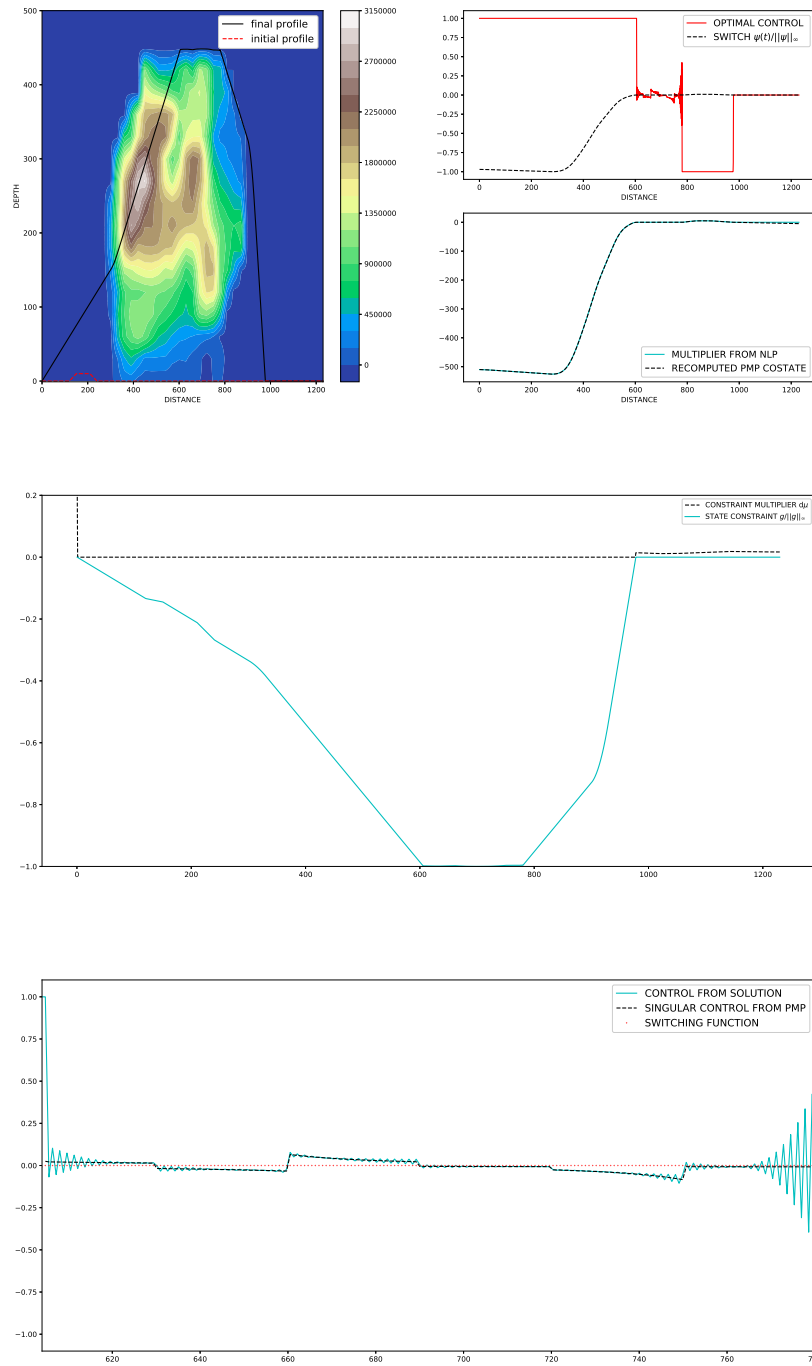 500
400
300
200
100
0
DEPTH
0 200 400 600 800 1000 1200
DISTANCE
final profile
initial profile
3150000
2700000
2250000
1800000
1350000
900000
450000
0
1.00
0.75
0.50
0.25
0.00
−0.25
−0.50
−0.75
−1.00
OPTIMAL CONTROL
SWITCH ψ(t)/||ψ||∞
0 200 400 600 800 1000 1200
DISTANCE
0
−100
−200
−300
−400
−500
MULTIPLIER FROM NLP
RECOMPUTED PMP COSTATE
0 200 400 600 800 1000 1200
DISTANCE
0.2
0.0
−0.2
−0.4
−0.6
−0.8
−1.0
CONSTRAINT MULTIPLIER dμ
STATE CONSTRAINT g/||g||∞
0 200 400 600 800 1000 1200
1.00
0.75
0.50
0.25
0.00
−0.25
−0.50
−0.75
−1.00
CONTROL FROM SOLUTION
SINGULAR CONTROL FROM PMP
SWITCHING FUNCTION
620 640 660 680 700 720 740 760